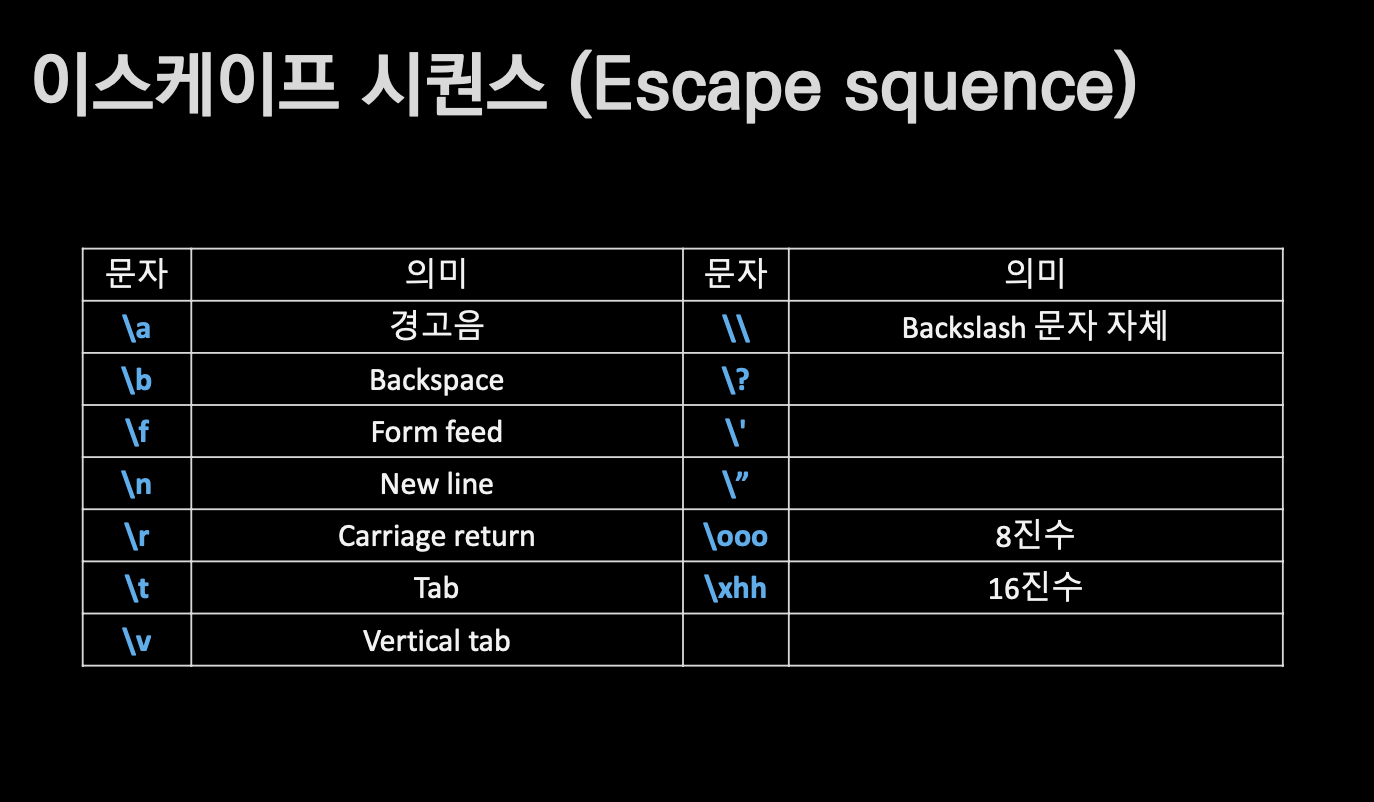 이스케이프 시퀀스 (Escape squence)
문자 의미 문자 의미
\a 경고음 \\ Backslash 문자 자체
\b Backspace \?
\f Form feed \'
\n New line \”
\r Carriage return \ooo 8진수
\t Tab \xhh 16진수
\v Vertical tab